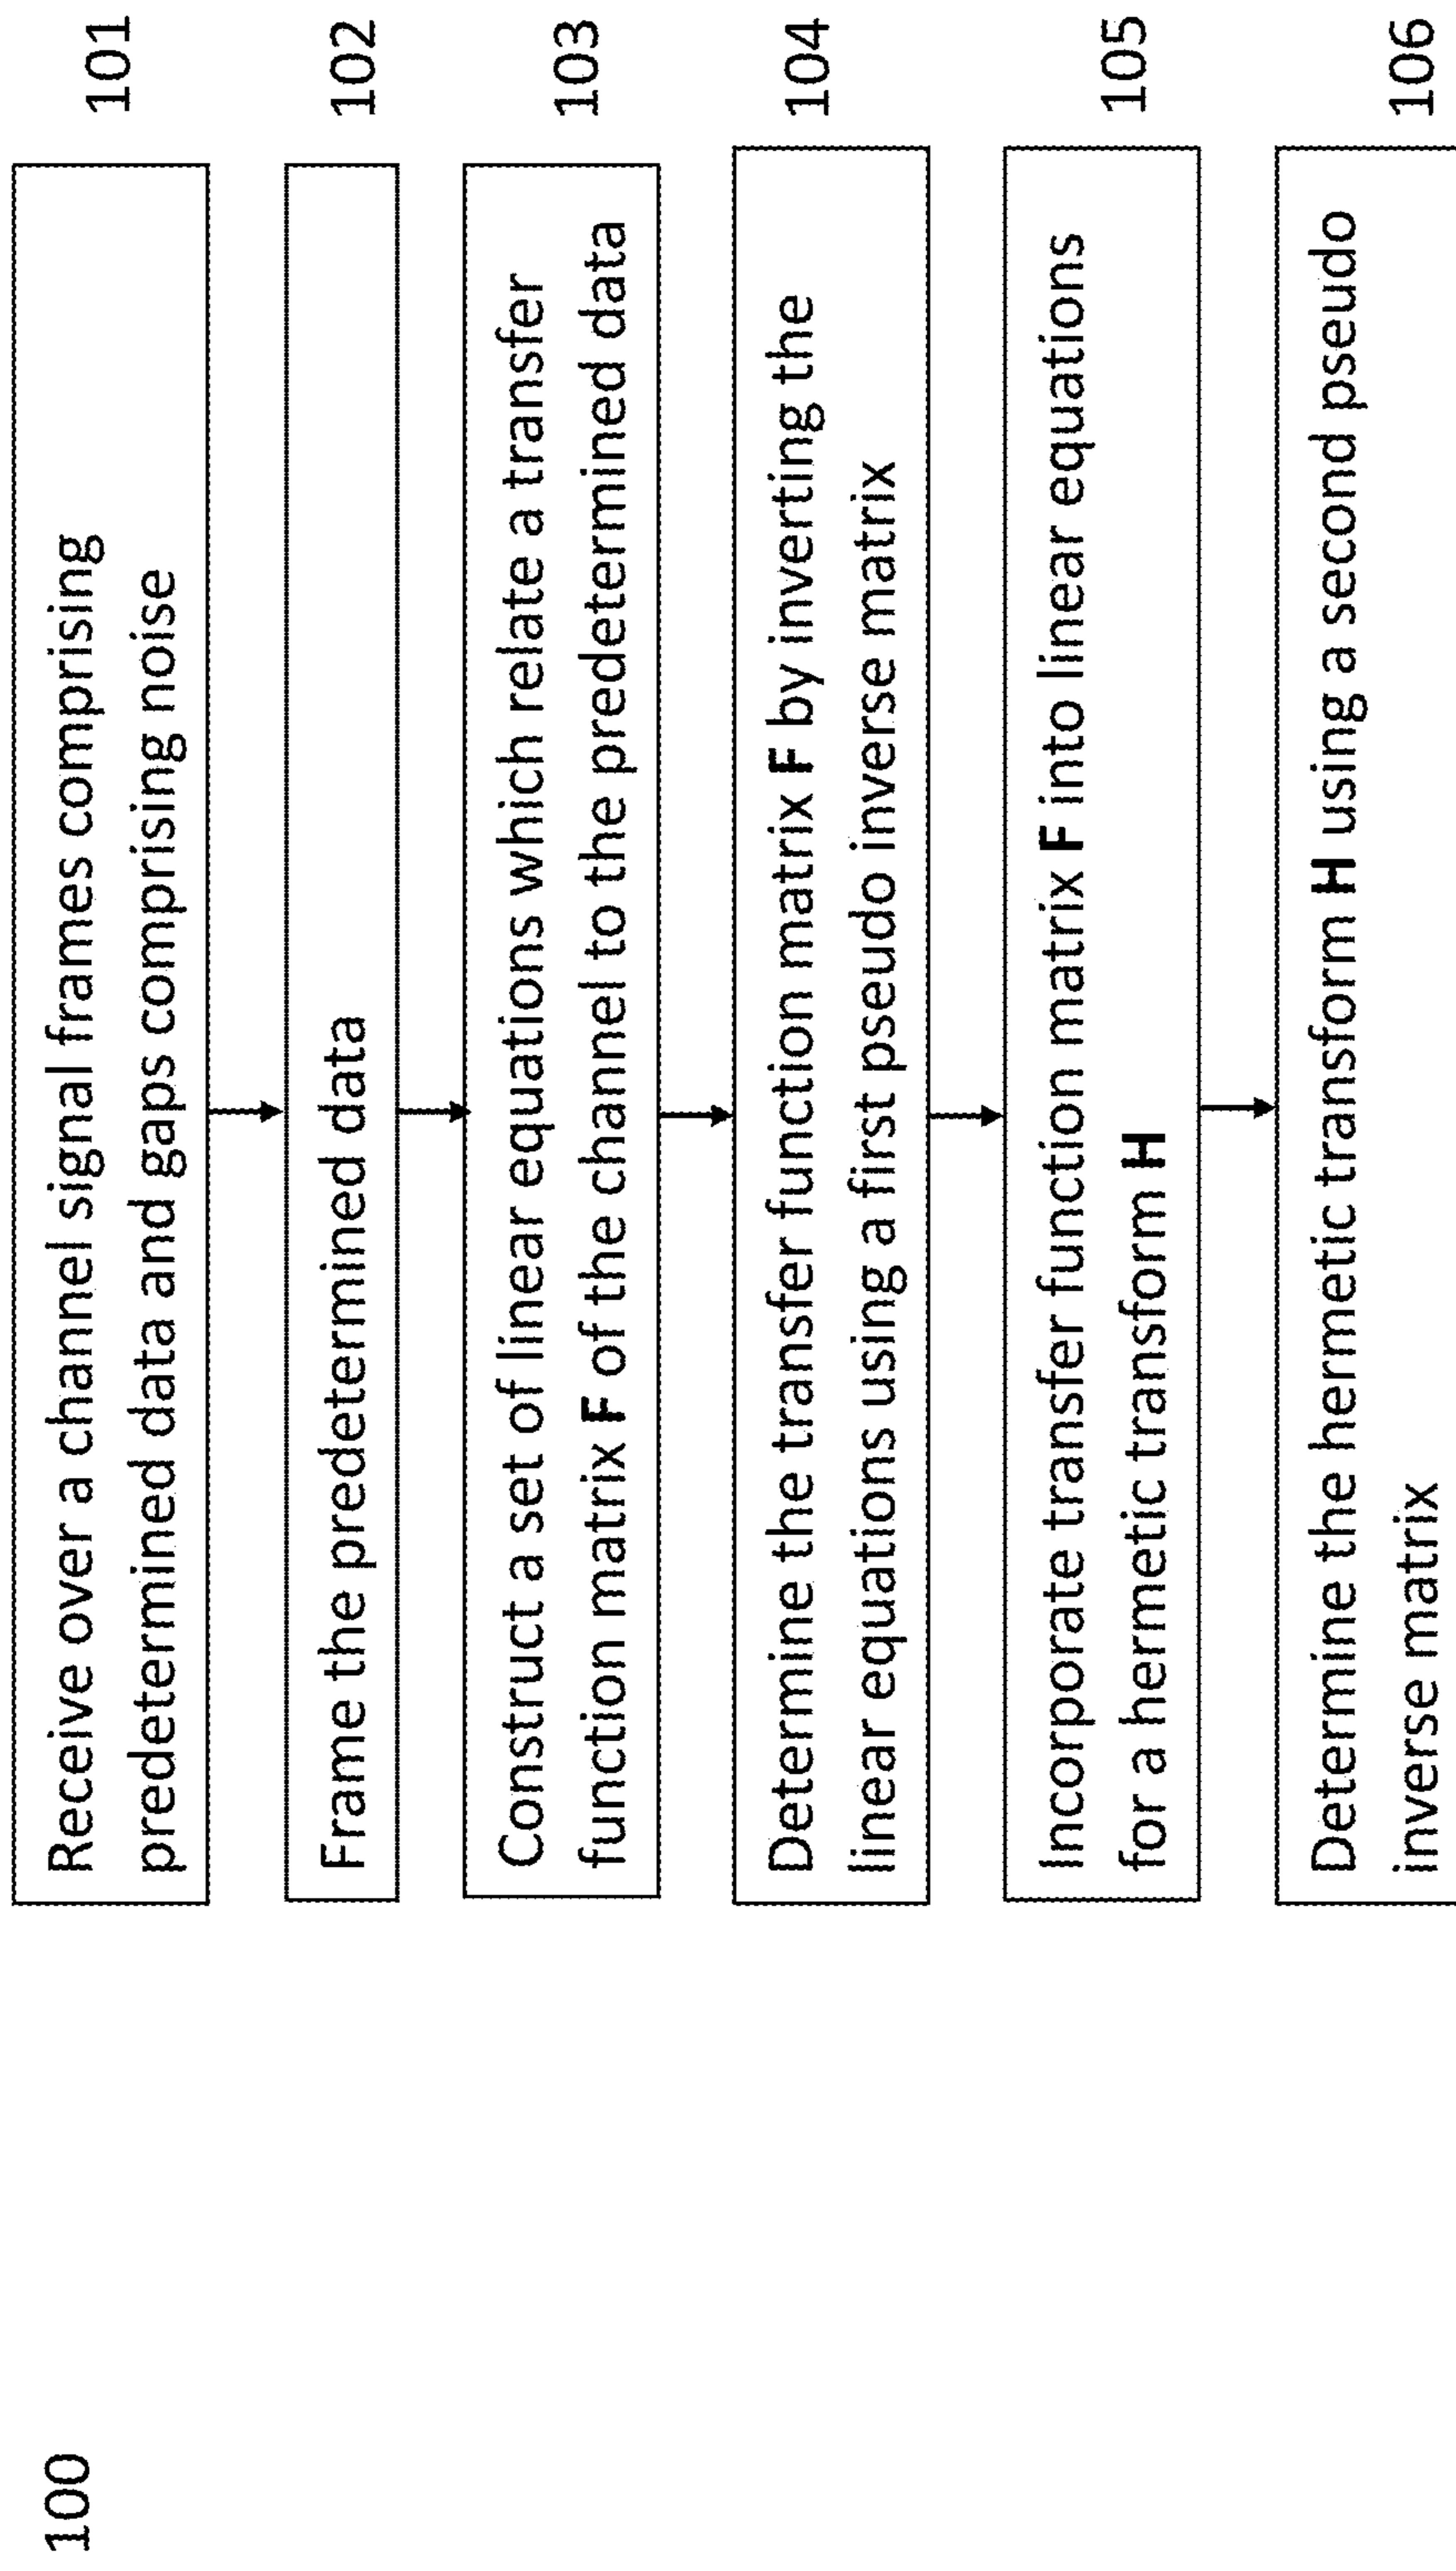 100
Receive over a channel signal frames comprising
predetermined data and gaps comprising noise
101
Frame the predetermined data
102
Construct a set of linear equations which relate a transfer
function matrix F of the channel to the predetermined data
103
Determine the transfer function matrix F by inverting the
linear equations using a first pseudo inverse matrix
104
Incorporate transfer function matrix F into linear equations
for a hermetic transform H
105
Determine the hermetic transform H using a second pseudo
inverse matrix
106